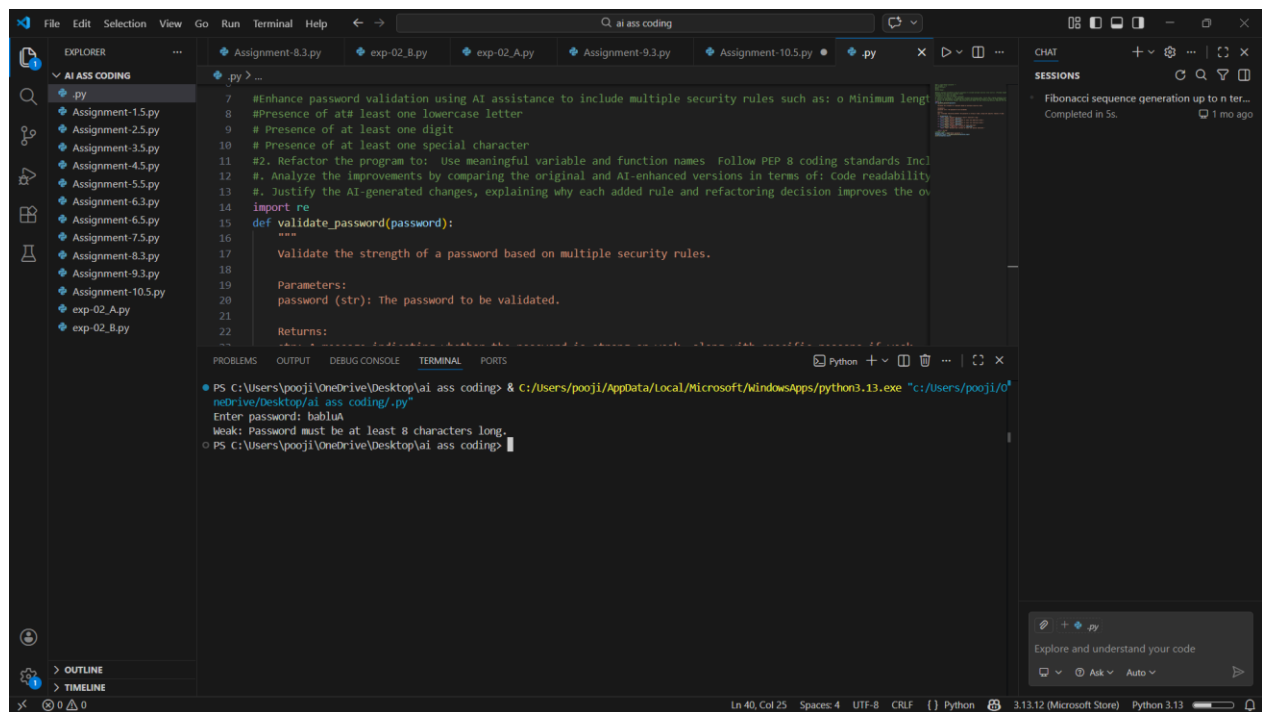 File Edit Selection View Go Run Terminal Help
ai ass coding
EXPLORER
AI ASS CODING
.py
Assignment-1.5.py
Assignment-2.5.py
Assignment-3.5.py
Assignment-4.5.py
Assignment-5.5.py
Assignment-6.3.py
Assignment-6.5.py
Assignment-7.5.py
Assignment-8.3.py
Assignment-9.3.py
Assignment-10.5.py
exp-02_A.py
exp-02_B.py
OUTLINE
TIMELINE
Assignment-8.3.py exp-02_B.py exp-02_A.py Assignment-9.3.py Assignment-10.5.py .py
.py > ...
7 #Enhance password validation using AI assistance to include multiple security rules such as: o Minimum lengt
8 #Presence of at# least one lowercase letter
9 # Presence of at least one digit
10 # Presence of at least one special character
11 #2. Refactor the program to: Use meaningful variable and function names Follow PEP 8 coding standards Incl
12 #. Analyze the improvements by comparing the original and AI-enhanced versions in terms of: Code readability
13 #. Justify the AI-generated changes, explaining why each added rule and refactoring decision improves the ov
14 import re
15 def validate_password(password):
16 """
17 Validate the strength of a password based on multiple security rules.
18
19 Parameters:
20 password (str): The password to be validated.
21
22 Returns:
PROBLEMS OUTPUT DEBUG CONSOLE TERMINAL PORTS
Python
PS C:\Users\pooji\OneDrive\Desktop\ai ass coding> & C:/Users/pooji/AppData/Local/Microsoft/WindowsApps/python3.13.exe "c:/Users/pooji/O
neDrive/Desktop/ai ass coding/.py"
Enter password: babluA
Weak: Password must be at least 8 characters long.
PS C:\Users\pooji\OneDrive\Desktop\ai ass coding>
CHAT
SESSIONS
Fibonacci sequence generation up to n ter...
Completed in 5s. 1 mo ago
.py
Explore and understand your code
Ask Auto
0 0
Ln 40, Col 25 Spaces: 4 UTF-8 CRLF {} Python 3.13.12 (Microsoft Store) Python 3.13